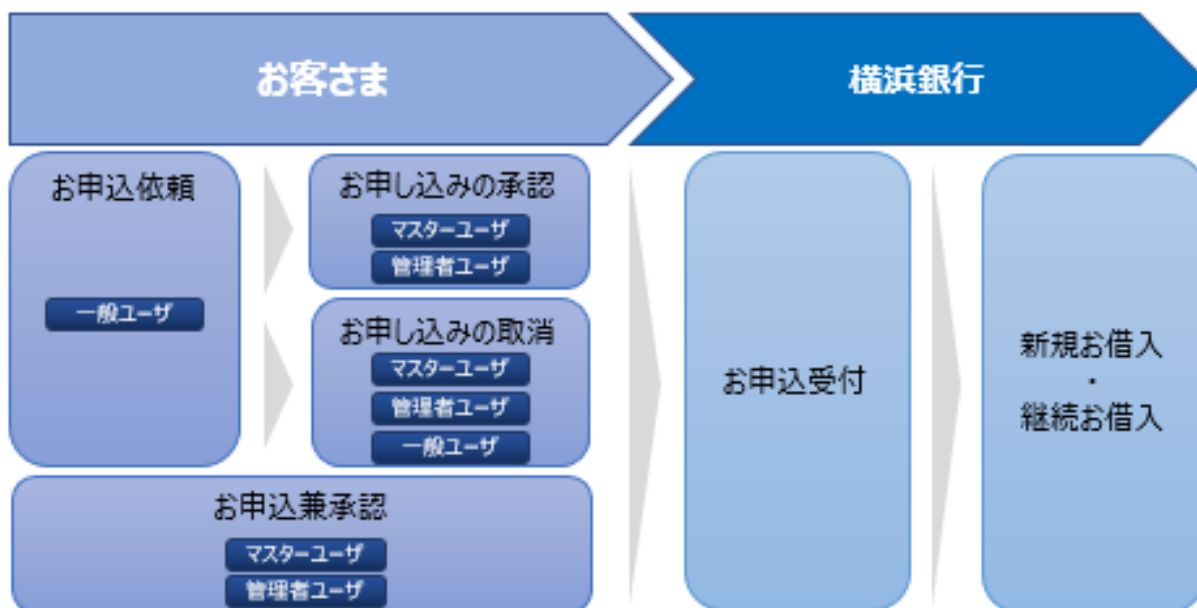 お客さま
横浜銀行
お申込依頼
一般ユーザ
お申し込みの承認
マスターユーザ
管理者ユーザ
お申し込みの取消
マスターユーザ
管理者ユーザ
一般ユーザ
お申込兼承認
マスターユーザ
管理者ユーザ
お申込受付
新規お借入
・
継続お借入